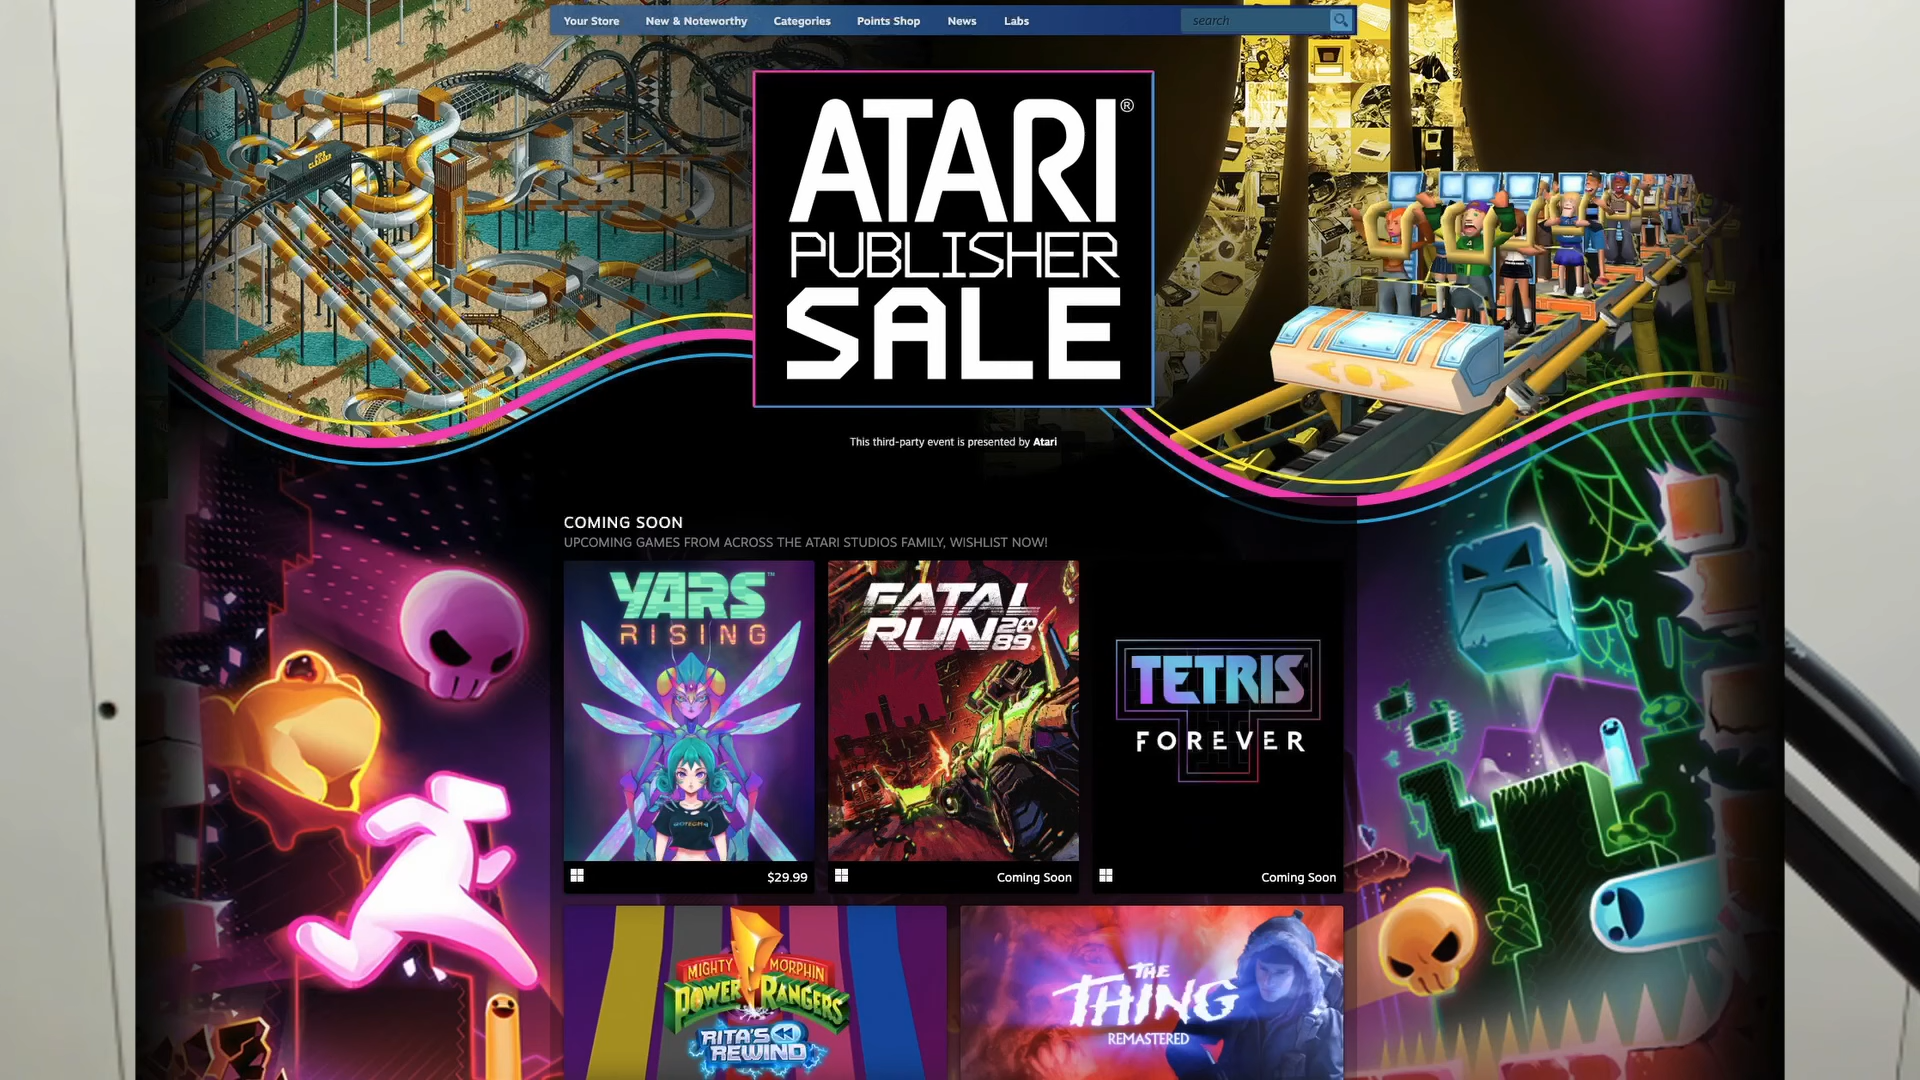 Your Store New & Noteworthy Categories Points Shop News Labs search
ATARI®
PUBLISHER
SALE
This third-party event is presented by Atari
COMING SOON
UPCOMING GAMES FROM ACROSS THE ATARI STUDIOS FAMILY, WISHLIST NOW!
YARS™
RISING
$29.99
FATAL
RUN 2089
Coming Soon
TETRIS®
FOREVER
Coming Soon
MIGHTY MORPHIN
POWER RANGERS
RITA'S
REWIND
THE
THING
REMASTERED